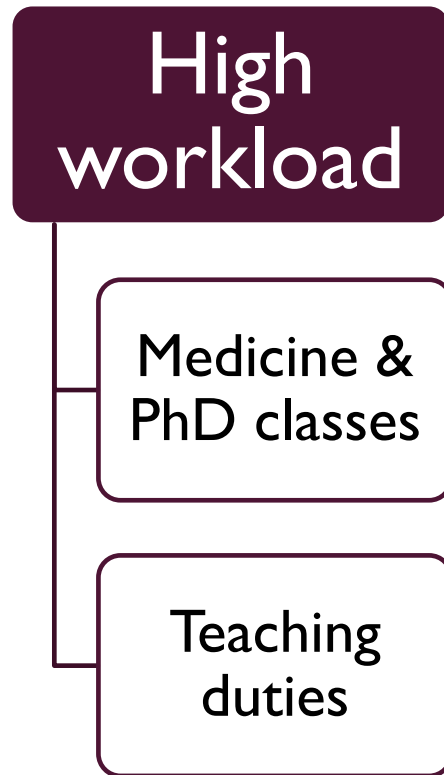 High
workload
Medicine &
PhD classes
Teaching
duties